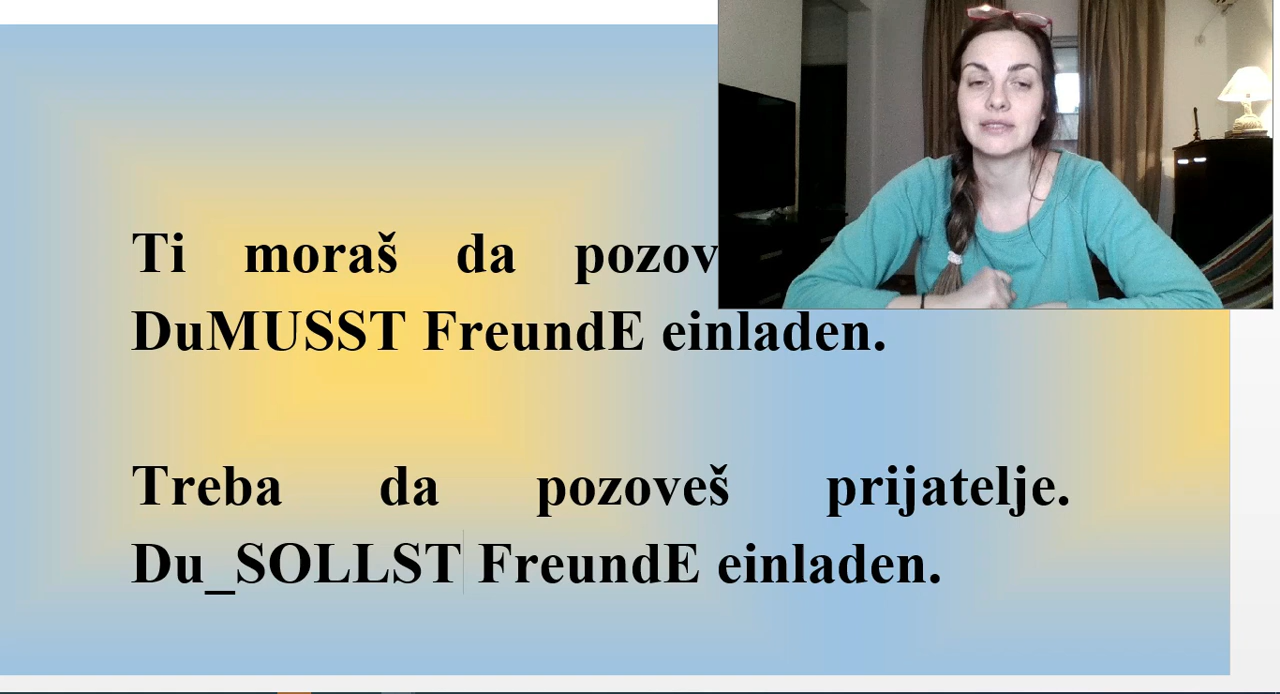 Ti moraš da pozov
DuMUSST FreundE einladen.
Treba da pozoveš prijatelje.
Du_SOLLST FreundE einladen.